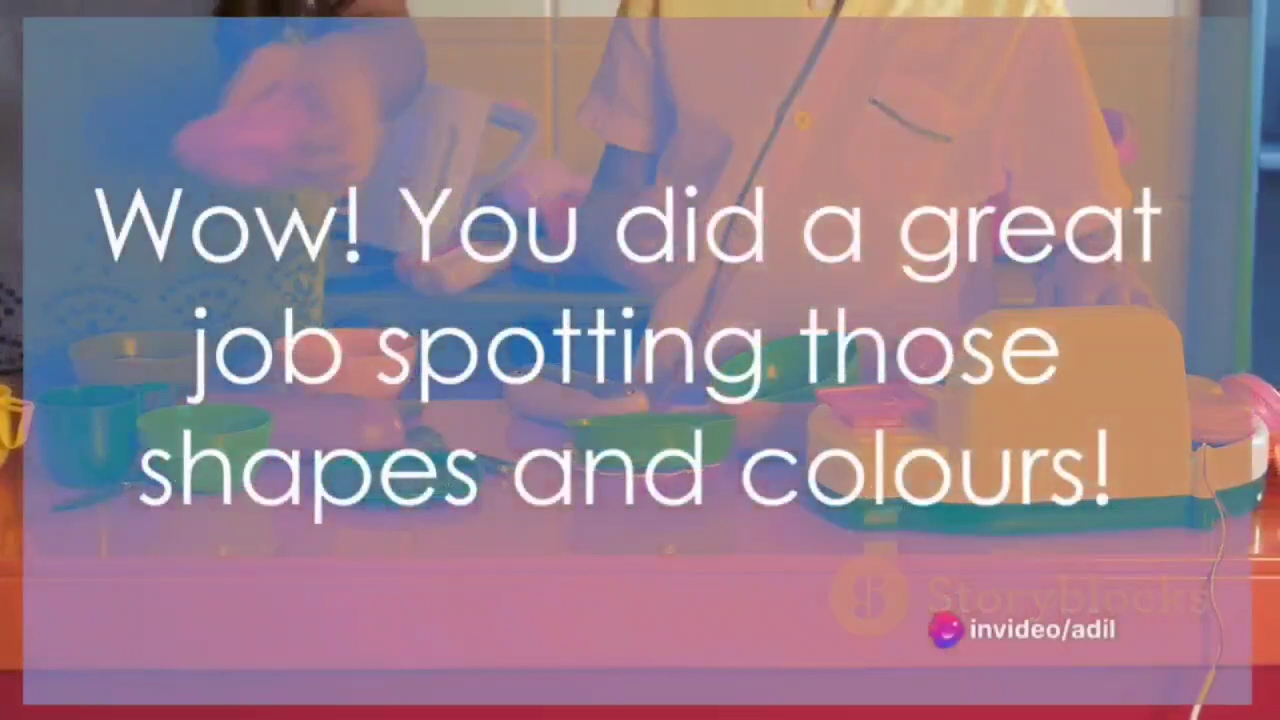 Wow! You did a great
job spotting those
shapes and colours!
Storyblocks
invideo/adil